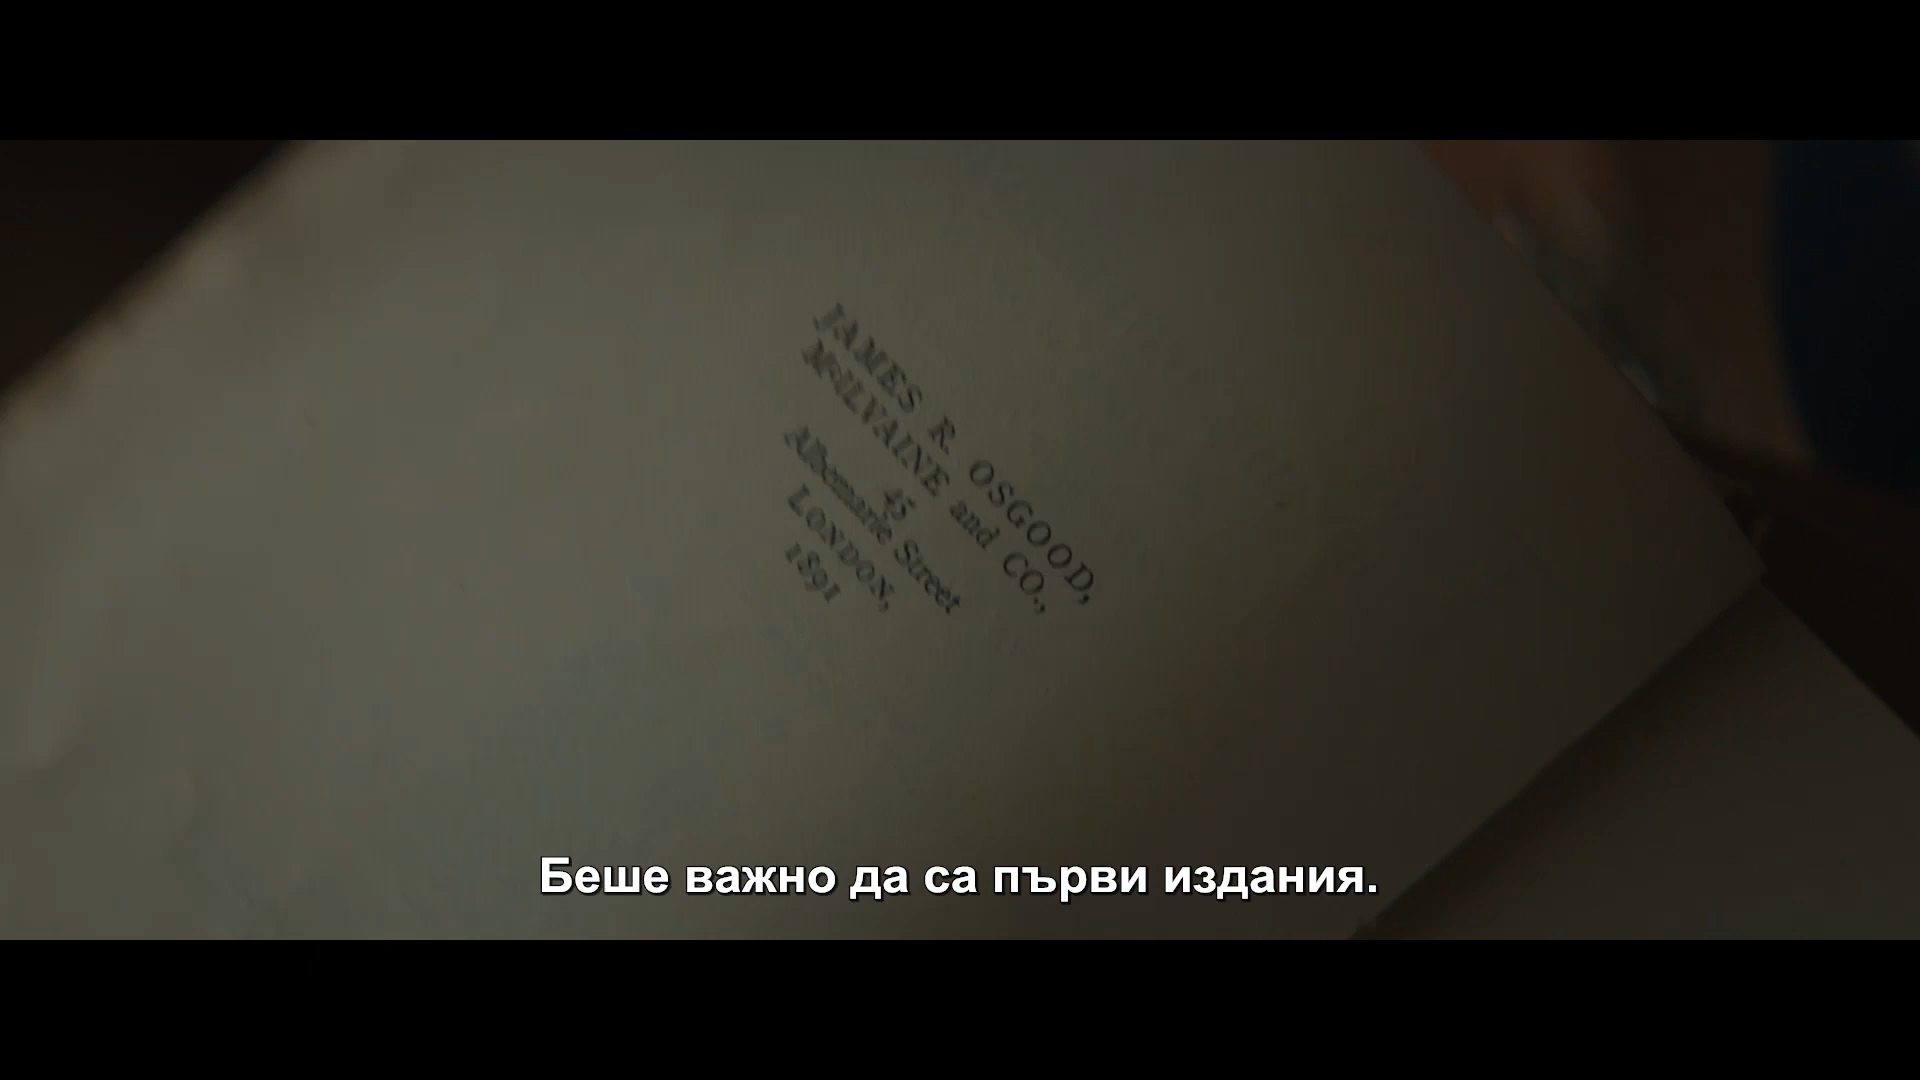 JAMES R. OSGOOD,
McILVAINE and CO.,
45
Albemarle Street
LONDON,
1891
Беше важно да са първи издания.